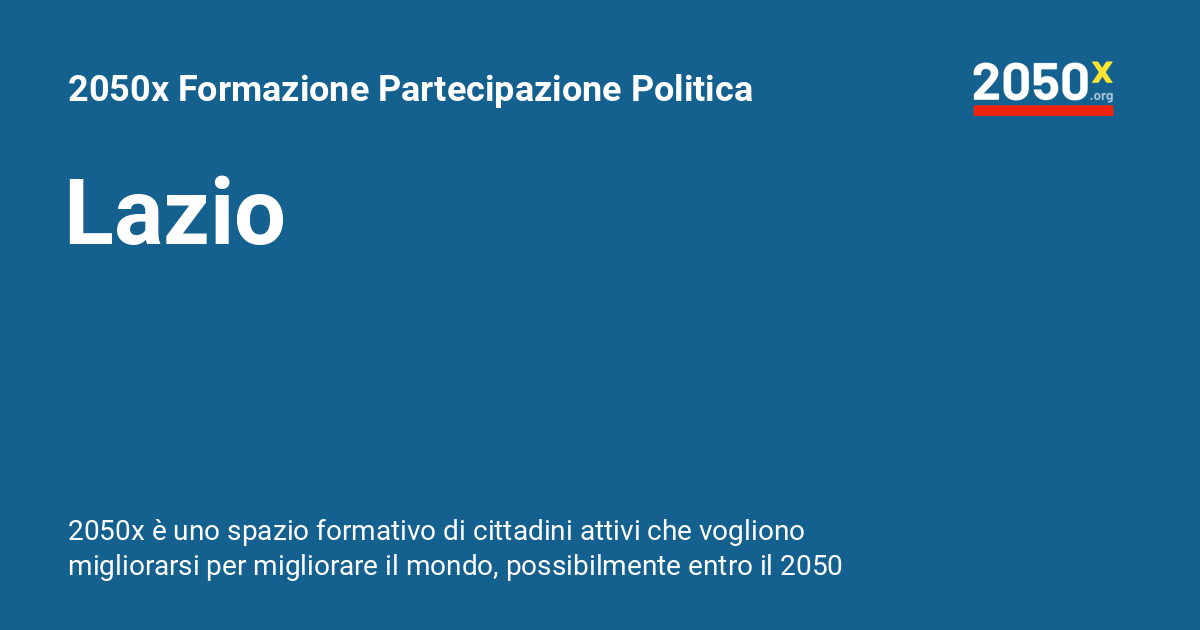 2050x Formazione Partecipazione Politica
2050x
.org
Lazio
2050x è uno spazio formativo di cittadini attivi che vogliono
migliorarsi per migliorare il mondo, possibilmente entro il 2050